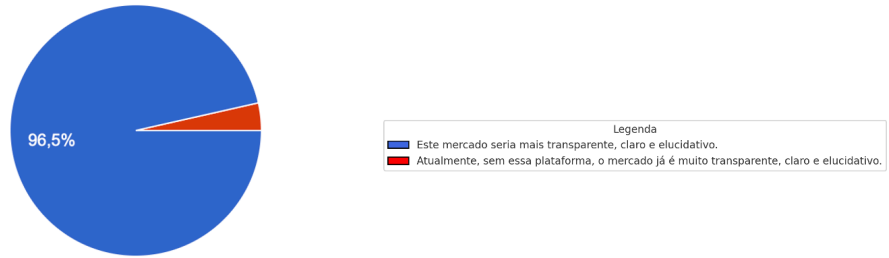 96,5%
Legenda
Este mercado seria mais transparente, claro e elucidativo.
Atualmente, sem essa plataforma, o mercado já é muito transparente, claro e elucidativo.